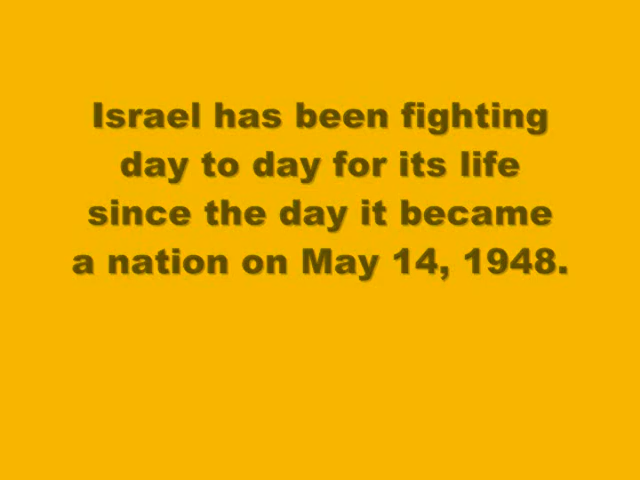 Israel has been fighting
day to day for its life
since the day it became
a nation on May 14, 1948.